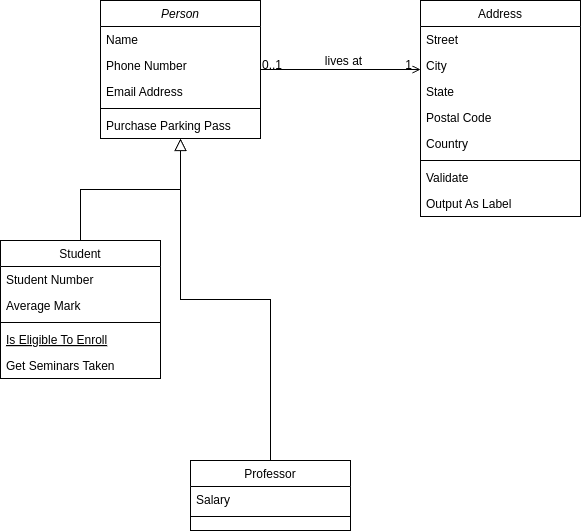 Person
Name
Phone Number
Email Address
Purchase Parking Pass
0..1
lives at
1
Address
Street
City
State
Postal Code
Country
Validate
Output As Label
Student
Student Number
Average Mark
Is Eligible To Enroll
Get Seminars Taken
Professor
Salary